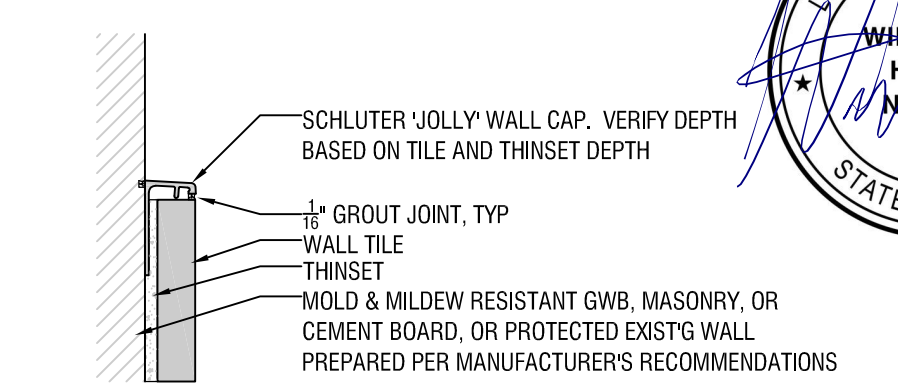 SCHLUTER 'JOLLY' WALL CAP. VERIFY DEPTH
BASED ON TILE AND THINSET DEPTH
1/16" GROUT JOINT, TYP
WALL TILE
THINSET
MOLD & MILDEW RESISTANT GWB, MASONRY, OR
CEMENT BOARD, OR PROTECTED EXIST'G WALL
PREPARED PER MANUFACTURER'S RECOMMENDATIONS